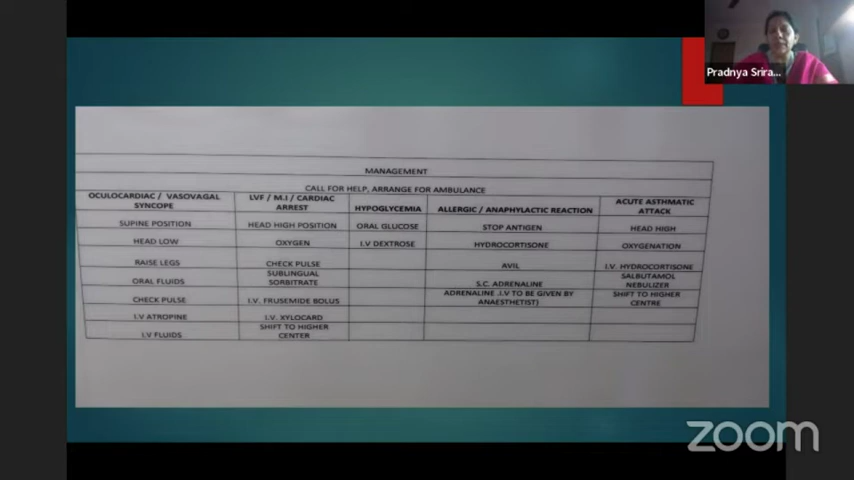 Pradnya Srira...
MANAGEMENT
CALL FOR HELP, ARRANGE FOR AMBULANCE
OCULOCARDIAC / VASOVAGAL SYNCOPE LVF / M.I / CARDIAC ARREST HYPOGLYCEMIA ALLERGIC / ANAPHYLACTIC REACTION ACUTE ASTHMATIC ATTACK
SUPINE POSITION HEAD HIGH POSITION ORAL GLUCOSE STOP ANTIGEN HEAD HIGH
HEAD LOW OXYGEN I.V DEXTROSE HYDROCORTISONE OXYGENATION
RAISE LEGS CHECK PULSE AVIL I.V. HYDROCORTISONE
ORAL FLUIDS SUBLINGUAL SORBITRATE S.C. ADRENALINE SALBUTAMOL NEBULIZER
CHECK PULSE I.V. FRUSEMIDE BOLUS ADRENALINE .I.V TO BE GIVEN BY ANAESTHETIST) SHIFT TO HIGHER CENTRE
I.V ATROPINE I.V. XYLOCARD
I.V FLUIDS SHIFT TO HIGHER CENTER
zoom